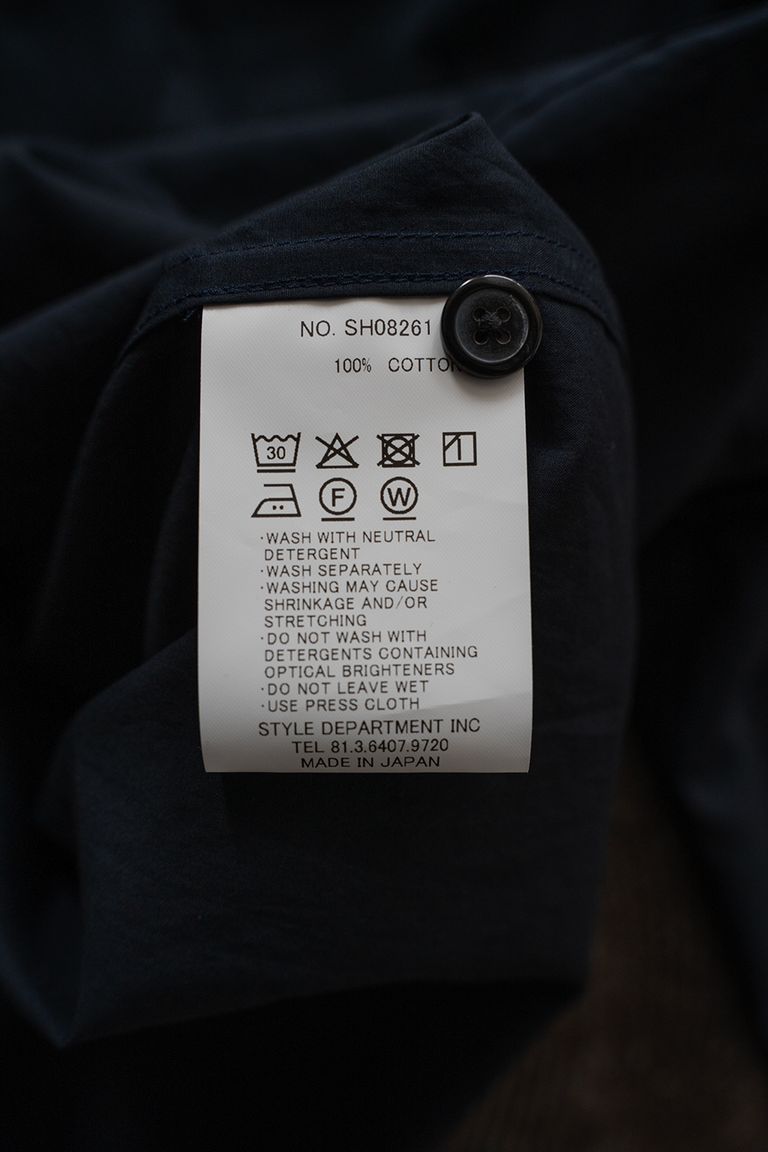 NO. SH08261
100% COTTON
30
F W
·WASH WITH NEUTRAL
DETERGENT
·WASH SEPARATELY
·WASHING MAY CAUSE
SHRINKAGE AND/OR
STRETCHING
·DO NOT WASH WITH
DETERGENTS CONTAINING
OPTICAL BRIGHTENERS
·DO NOT LEAVE WET
·USE PRESS CLOTH
STYLE DEPARTMENT INC
TEL 81.3.6407.9720
MADE IN JAPAN